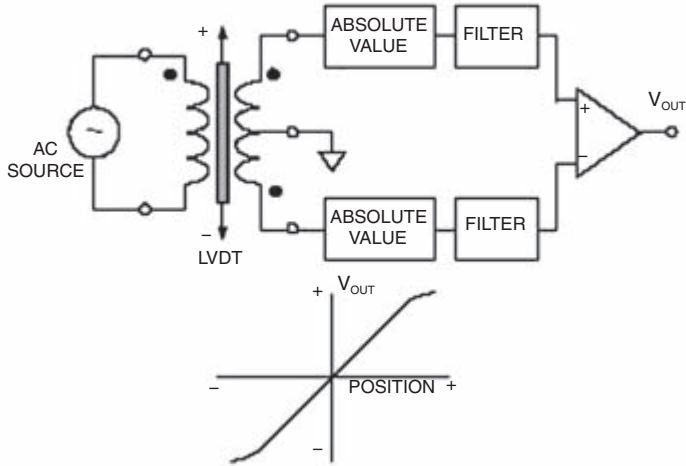 +
ABSOLUTE
VALUE
FILTER
~
AC
SOURCE
+
−
V_OUT
−
LVDT
ABSOLUTE
VALUE
FILTER
+
V_OUT
−
POSITION
+
−